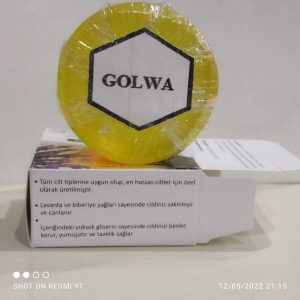 GOLWA
• Tüm cilt tiplerine uygun olup, en hassas ciltler için özel
olarak üretilmiştir.
• Lavanta ve biberiye yağları sayesinde cildiniz sakinleşir
ve canlanır.
•
İçeriğindeki yüksek gliserin sayesinde cildinizi besler,
korur, yumuşatır ve tazelik sağlar.
SHOT ON REDMI 9T
12/05/2022 21:15